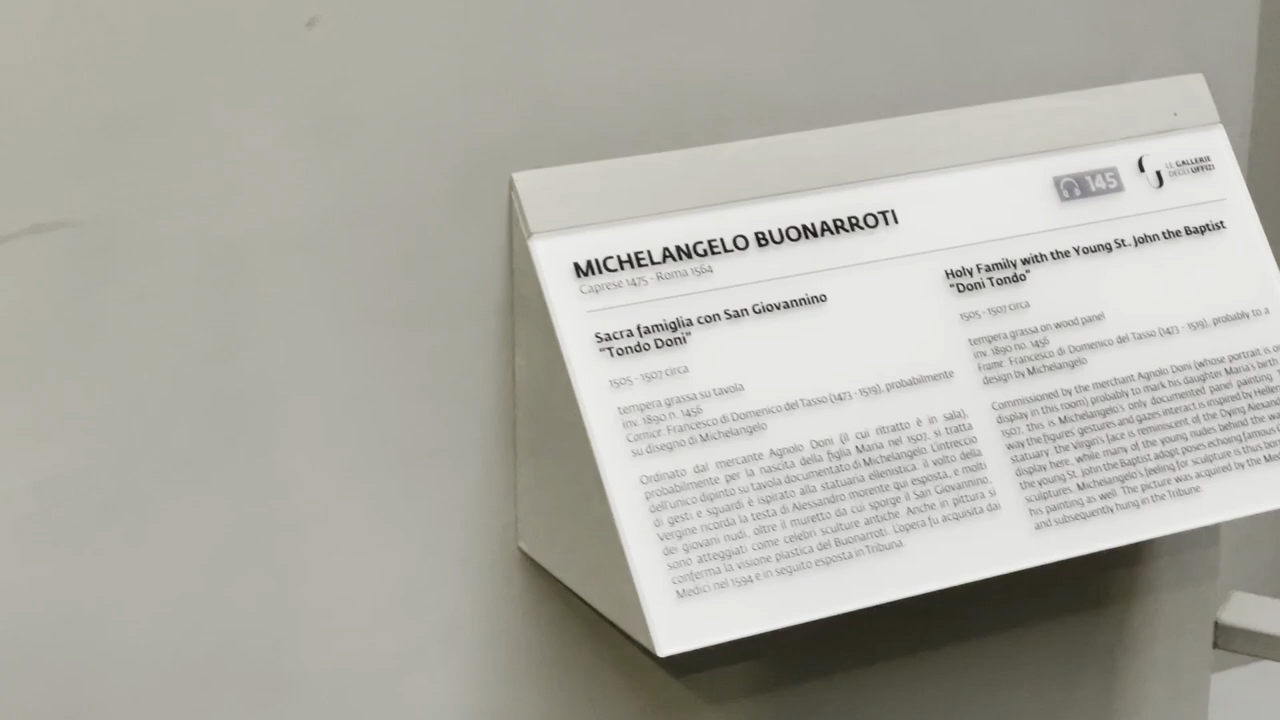 145
LE GALLERIE
DEGLI UFFIZI
MICHELANGELO BUONARROTI
Caprese 1475 - Roma 1564
Sacra famiglia con San Giovannino
"Tondo Doni"
1505 - 1507 circa
tempera grassa su tavola
inv. 1890 n. 1456
Cornice: Francesco di Domenico del Tasso (1473 - 1519), probabilmente
su disegno di Michelangelo
Ordinato dal mercante Agnolo Doni (il cui ritratto è in sala),
probabilmente per la nascita della figlia Maria nel 1507, si tratta
dell'unico dipinto su tavola documentato di Michelangelo. L'intreccio
di gesti e sguardi è ispirato alla statuaria ellenistica: il volto della
Vergine ricorda la testa di Alessandro morente qui esposta, e molti
dei giovani nudi, oltre il muretto da cui sporge il San Giovannino,
sono atteggiati come celebri sculture antiche. Anche in pittura si
conferma la visione plastica del Buonarroti. L'opera fu acquisita dai
Medici nel 1594 e in seguito esposta in Tribuna.
Holy Family with the Young St. John the Baptist
"Doni Tondo"
1505 - 1507 circa
tempera grassa on wood panel
inv. 1890 no. 1456
Frame: Francesco di Domenico del Tasso (1473 - 1519), probably to a
design by Michelangelo
Commissioned by the merchant Agnolo Doni (whose portrait is on
display in this room) probably to mark his daughter Maria's birth
1507, this is Michelangelo's only documented panel painting.
way the figures' gestures and gazes interact is inspired by
statuary: the Virgin's face is reminiscent of the Dying
display here, while many of the young nudes behind the
the young St. John the Baptist adopt poses echoing famous
sculptures. Michelangelo's feeling for sculpture is thus
his painting as well. The picture was acquired by the
and subsequently hung in the Tribune.